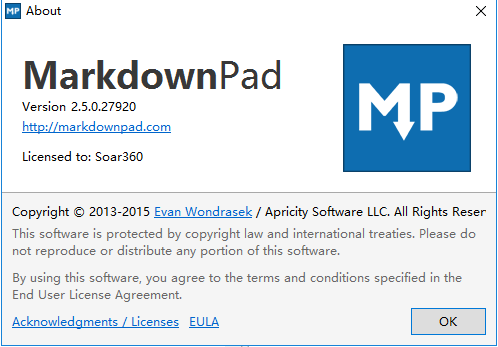 About
MarkdownPad
Version 2.5.0.27920
http://markdownpad.com
Licensed to: Soar360
MP
Copyright © 2013-2015 Evan Wondrasek / Apricity Software LLC. All Rights Reser
This software is protected by copyright law and international treaties. Please do
not reproduce or distribute any portion of this software.
By using this software, you agree to the terms and conditions specified in the
End User License Agreement.
Acknowledgments / Licenses EULA
OK